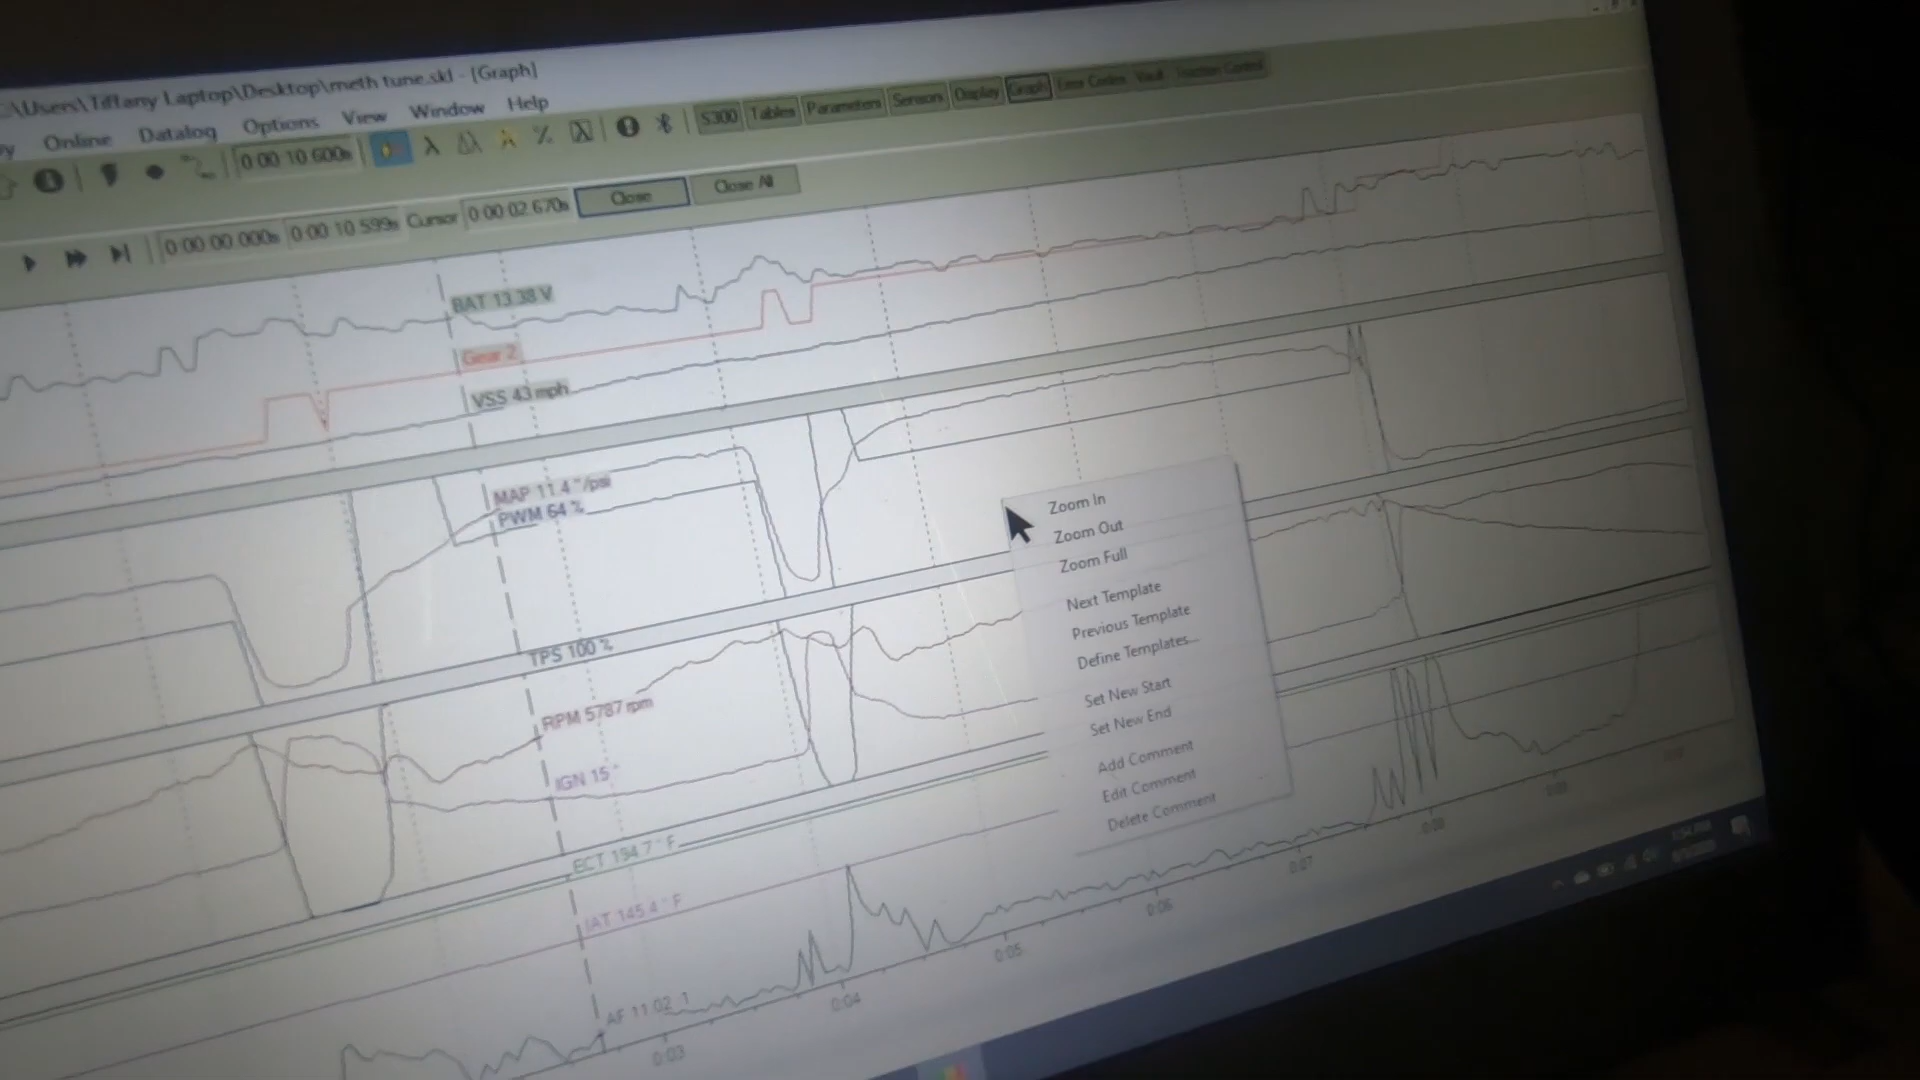 C:\Users\Tiffany Laptop\Desktop\meth tune.skl - [Graph]
Online Datalog Options View Window Help
0:00:10.600s
S300 Tables Parameters Sensors Display Graph Error Codes Vault Traction Control
0:00:00.000s 0:00:10.599s Cursor 0:00:02.670s Close Close All
BAT 13.38 V
Gear 2
VSS 43 mph
MAP 11.4 "/psi
PWM 64 %
TPS 100 %
RPM 5787 rpm
IGN 15 °
ECT 194.7 ° F
IAT 145.4 ° F
AF 11.02 :1
Zoom In
Zoom Out
Zoom Full
Next Template
Previous Template
Define Templates...
Set New Start
Set New End
Add Comment
Edit Comment
Delete Comment
0:03 0:04 0:05 0:06 0:07 0:08